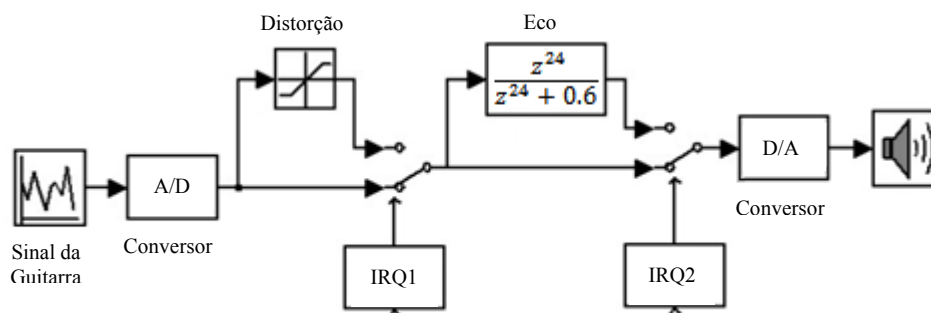 Distorção
Eco
z^24
z^24 + 0.6
A/D
D/A
Sinal da
Guitarra
Conversor
Conversor
IRQ1
IRQ2